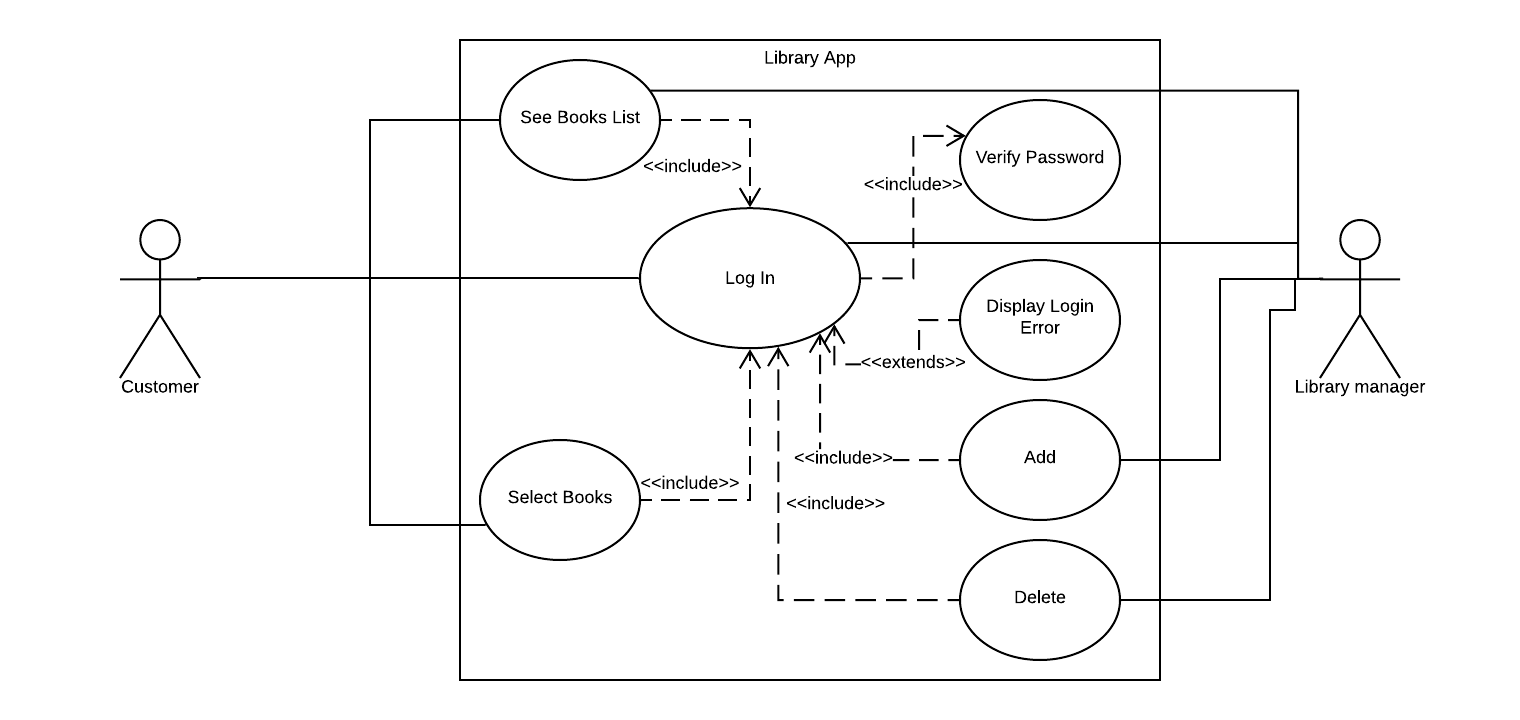 Library App
See Books List
<<include>>
Verify Password
<<include>>
Log In
Display Login
Error
<<extends>>
Customer
Library manager
<<include>>
Add
<<include>>
Select Books
<<include>>
Delete